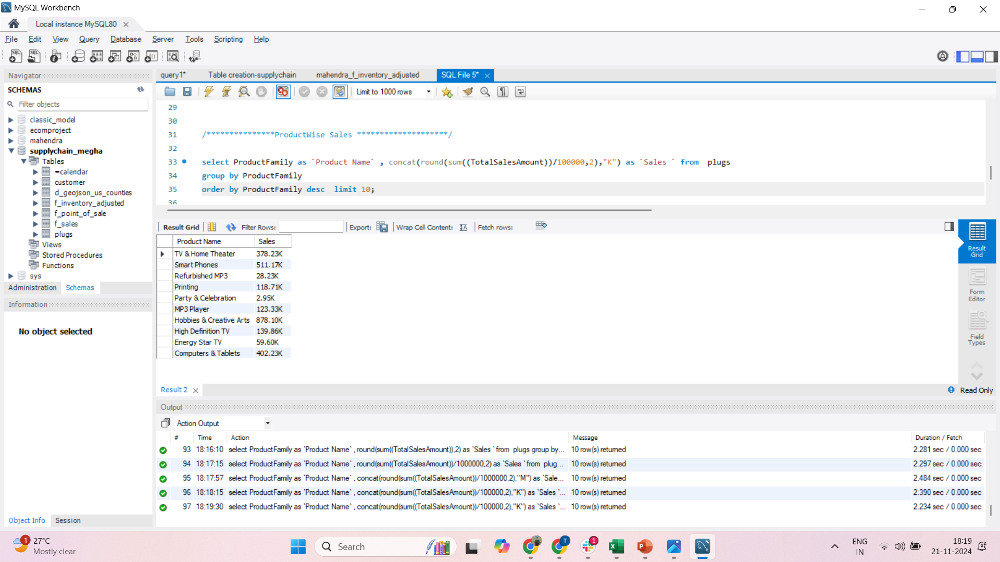 MySQL Workbench
Local instance MySQL80
File Edit View Query Database Server Tools Scripting Help
Navigator
SCHEMAS
Filter objects
classic_model
ecomproject
mahendra
supplychain_megha
Tables
=calendar
customer
d_geojson_us_counties
f_inventory_adjusted
f_point_of_sale
f_sales
plugs
Views
Stored Procedures
Functions
sys
Administration Schemas
Information
No object selected
Object Info Session
query1* Table creation-supplychain mahendra_f_inventory_adjusted SQL File 5*
Limit to 1000 rows
29
30
31 /***************ProductWise Sales ********************/
32
33 select ProductFamily as `Product Name` , concat(round(sum((TotalSalesAmount))/100000,2),"K") as `Sales ` from plugs
34 group by ProductFamily
35 order by ProductFamily desc limit 10;
36
Result Grid Filter Rows: Export: Wrap Cell Content: Fetch rows:
Product Name Sales
TV & Home Theater 378.23K
Smart Phones 511.17K
Refurbished MP3 28.23K
Printing 118.71K
Party & Celebration 2.95K
MP3 Player 123.33K
Hobbies & Creative Arts 878.10K
High Definition TV 139.86K
Energy Star TV 59.60K
Computers & Tablets 402.23K
Result Grid
Form Editor
Field Types
Result 2
Read Only
Output
Action Output
# Time Action Message Duration / Fetch
93 18:16:10 select ProductFamily as `Product Name` , round(sum((TotalSalesAmount)),2) as `Sales ` from plugs group by... 10 row(s) returned 2.281 sec / 0.000 sec
94 18:17:15 select ProductFamily as `Product Name` , round(sum((TotalSalesAmount))/1000000,2) as `Sales ` from plug... 10 row(s) returned 2.297 sec / 0.000 sec
95 18:17:57 select ProductFamily as `Product Name` , concat(round(sum((TotalSalesAmount))/1000000,2),"M") as `Sale... 10 row(s) returned 2.484 sec / 0.000 sec
96 18:18:15 select ProductFamily as `Product Name` , concat(round(sum((TotalSalesAmount))/100000,2),"K") as `Sales `... 10 row(s) returned 2.390 sec / 0.000 sec
97 18:19:30 select ProductFamily as `Product Name` , concat(round(sum((TotalSalesAmount))/100000,2),"K") as `Sales `... 10 row(s) returned 2.234 sec / 0.000 sec
1
27°C
Mostly clear
Search
T
1
ENG
IN
18:19
21-11-2024